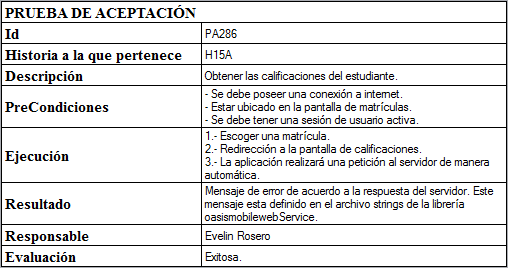 PRUEBA DE ACEPTACIÓN
Id PA286
Historia a la que pertenece H15A
Descripción Obtener las calificaciones del estudiante.
PreCondiciones
- Se debe poseer una conexión a internet.
- Estar ubicado en la pantalla de matrículas.
- Se debe tener una sesión de usuario activa.
Ejecución
1.- Escoger una matrícula.
2.- Redirección a la pantalla de calificaciones.
3.- La aplicación realizará una petición al servidor de manera
automática.
Resultado
Mensaje de error de acuerdo a la respuesta del servidor. Este
mensaje esta definido en el archivo strings de la librería
oasismobilewebService.
Responsable Evelin Rosero
Evaluación Exitosa.